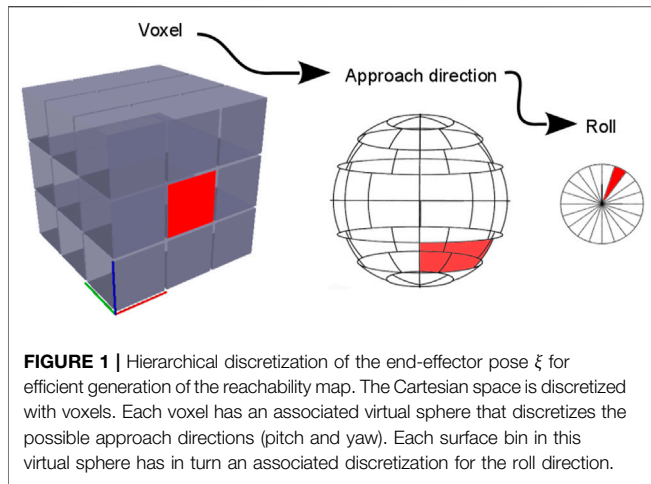 Voxel
Approach direction
Roll
FIGURE 1 | Hierarchical discretization of the end-effector pose ξ for
efficient generation of the reachability map. The Cartesian space is discretized
with voxels. Each voxel has an associated virtual sphere that discretizes the
possible approach directions (pitch and yaw). Each surface bin in this
virtual sphere has in turn an associated discretization for the roll direction.